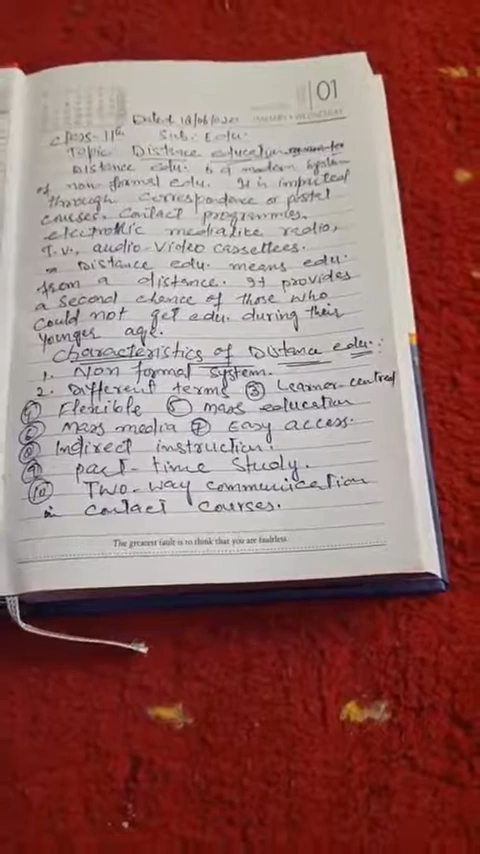 01
JANUARY • WEDNESDAY
Dated 18/06/2021
Class-11th Sub: Edu.
Topic Distance education
Distance edu. is a modern system
of non formal edu. It is imparted
through correspondence or postal
courses, contact programmes,
electronic media like radio,
T.V., audio-video cassettees.
Distance edu. means edu.
from a distance. It provides
a second chance of those who
could not get edu. during their
younger age.
Characteristics of Distance edu.:
1. Non formal system.
2. Different terms ③ Learner-centred
④ Flexible ⑤ mass education
⑥ Mass media ⑦ Easy access.
⑧ Indirect instruction.
⑨ part-time study.
⑩ Two-way communication
in contact courses.
The greatest fault is to think that you are faultless.